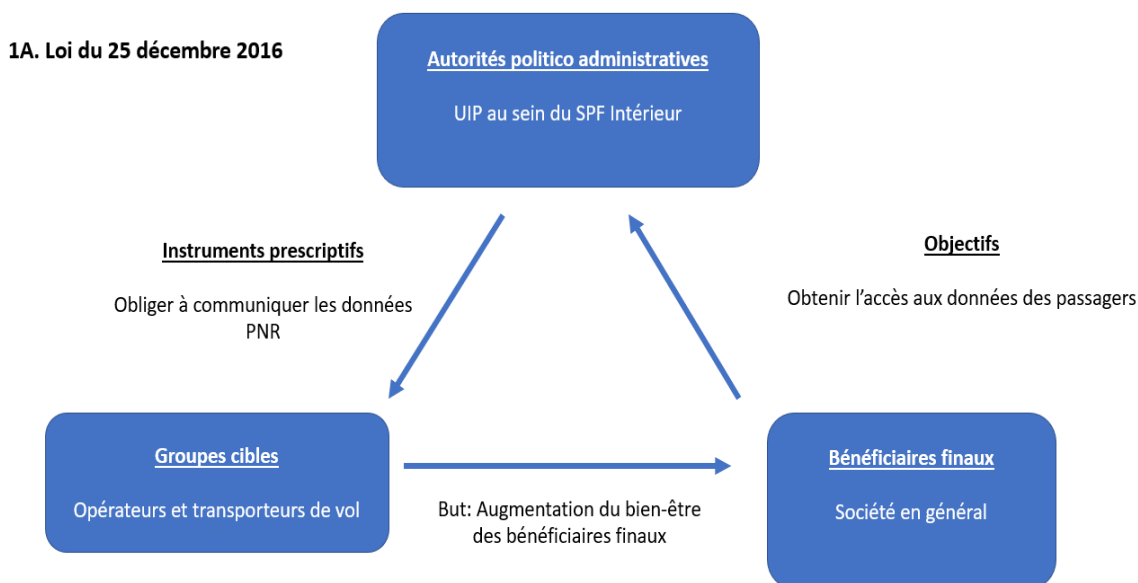 1A. Loi du 25 décembre 2016
Autorités politico administratives
UIP au sein du SPF Intérieur
Instruments prescriptifs
Obliger à communiquer les données
PNR
Objectifs
Obtenir l'accès aux données des passagers
Groupes cibles
Opérateurs et transporteurs de vol
But: Augmentation du bien-être
des bénéficiaires finaux
Bénéficiaires finaux
Société en général